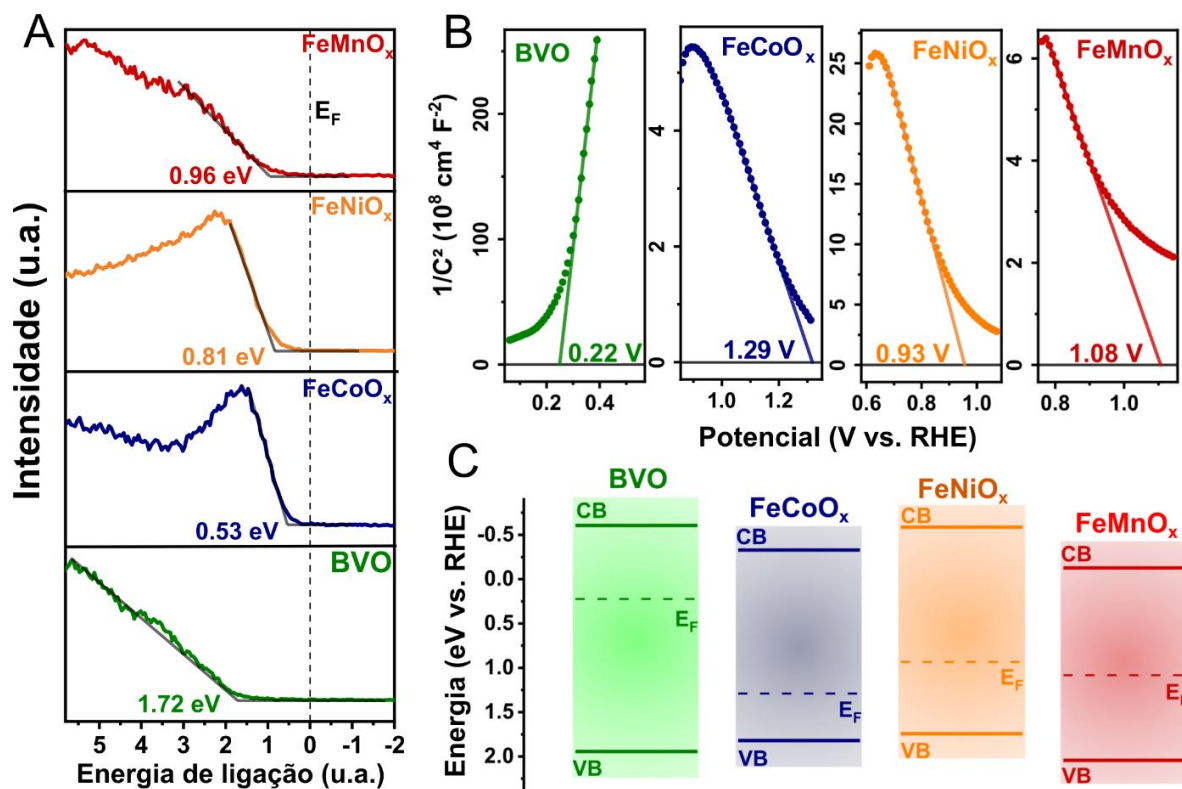 A
Intensidade (u.a.)
FeMnOₓ
E_F
0.96 eV
FeNiOₓ
0.81 eV
FeCoOₓ
0.53 eV
BVO
1.72 eV
5 4 3 2 1 0 -1 -2
Energia de ligação (u.a.)
B
1/C² (10⁸ cm⁴ F⁻²)
BVO
200
100
0
0.22 V
0.2 0.4
FeCoOₓ
4
2
0
1.29 V
1.0 1.2
FeNiOₓ
25
20
15
10
5
0
0.93 V
0.6 0.8 1.0
FeMnOₓ
6
4
2
0
1.08 V
0.8 1.0
Potencial (V vs. RHE)
C
Energia (eV vs. RHE)
-0.5
0.0
0.5
1.0
1.5
2.0
BVO
CB
E_F
VB
FeCoOₓ
CB
E_F
VB
FeNiOₓ
CB
E_F
VB
FeMnOₓ
CB
E_F
VB